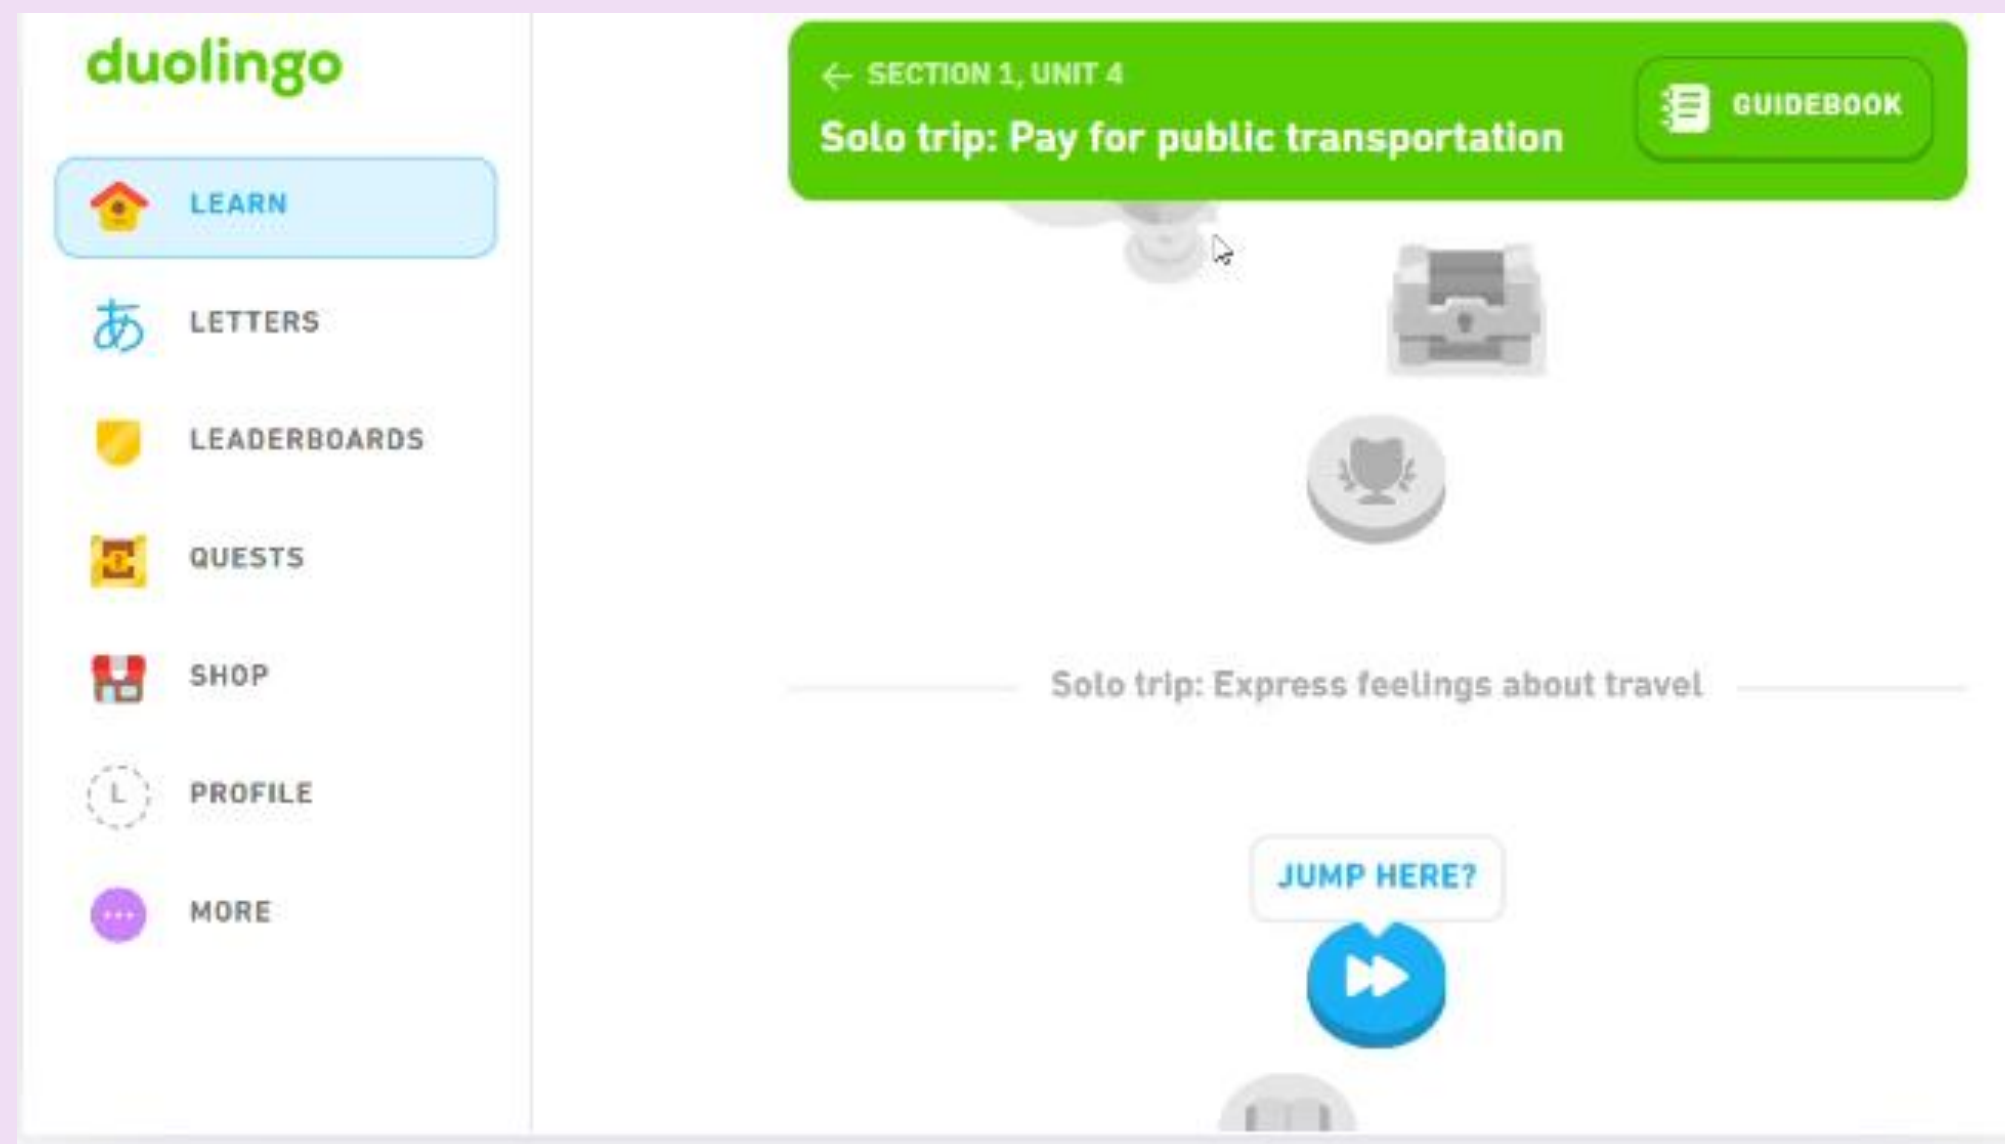 duolingo
LEARN
あ LETTERS
LEADERBOARDS
QUESTS
SHOP
L PROFILE
MORE
← SECTION 1, UNIT 4
Solo trip: Pay for public transportation
GUIDEBOOK
Solo trip: Express feelings about travel
JUMP HERE?